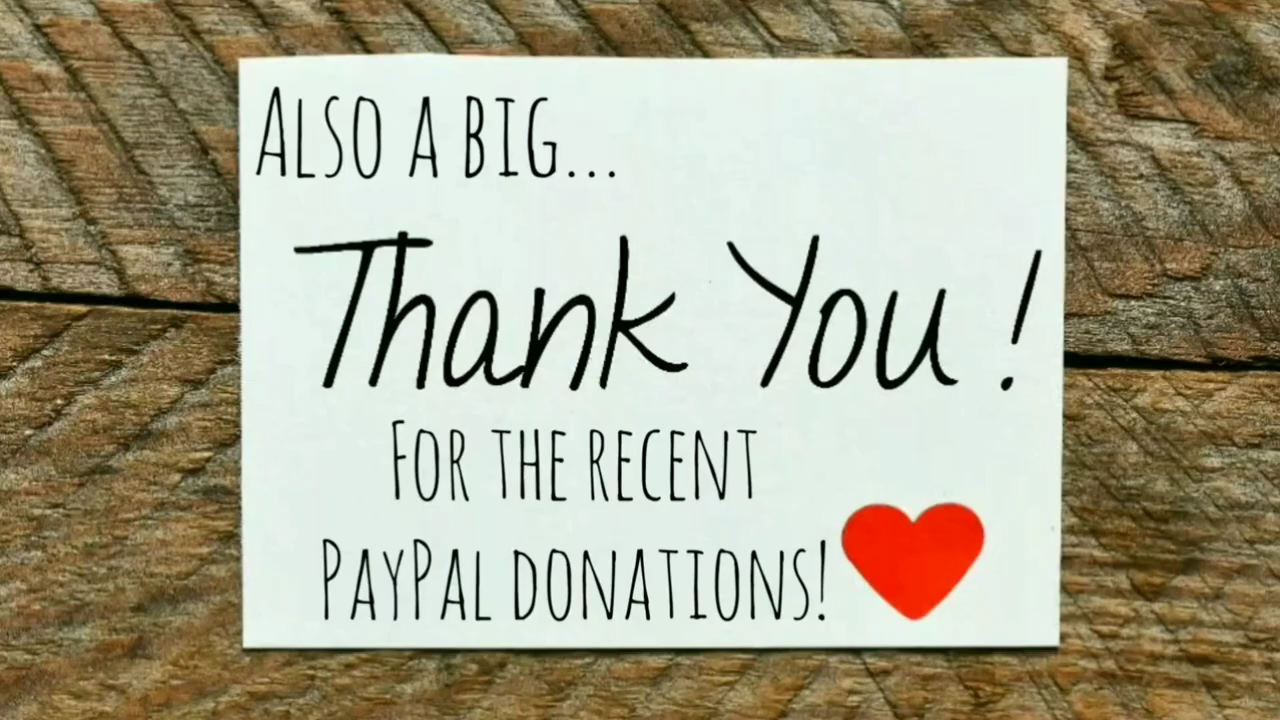 Also a big...
Thank You!
For the recent
PayPal donations!